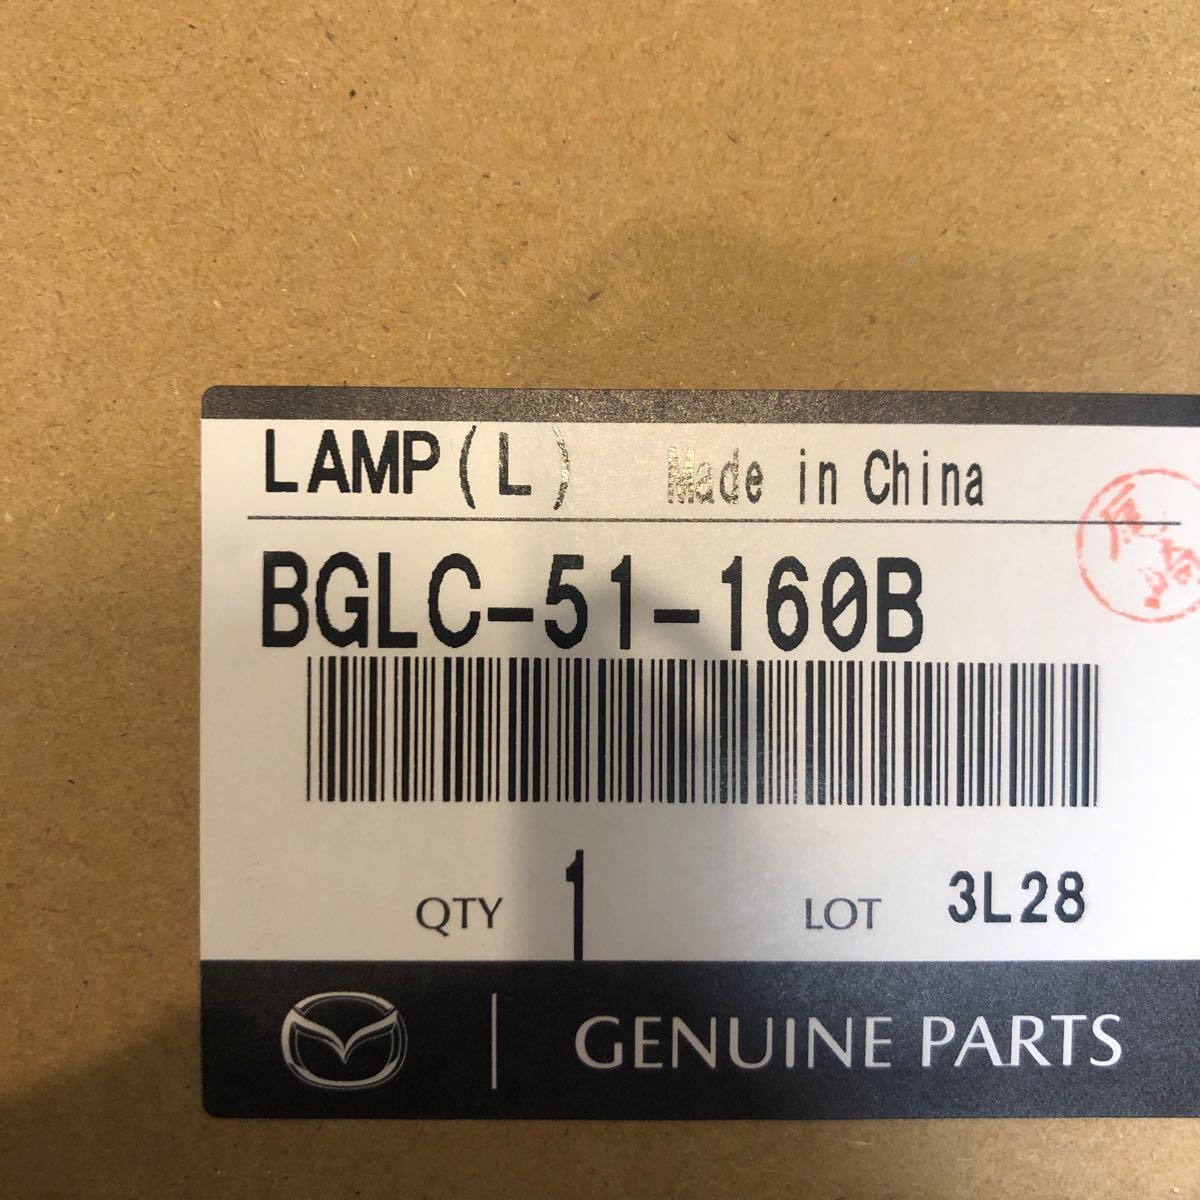 LAMP(L) Made in China
BGLC-51-160B
QTY 1 LOT 3L28
GENUINE PARTS